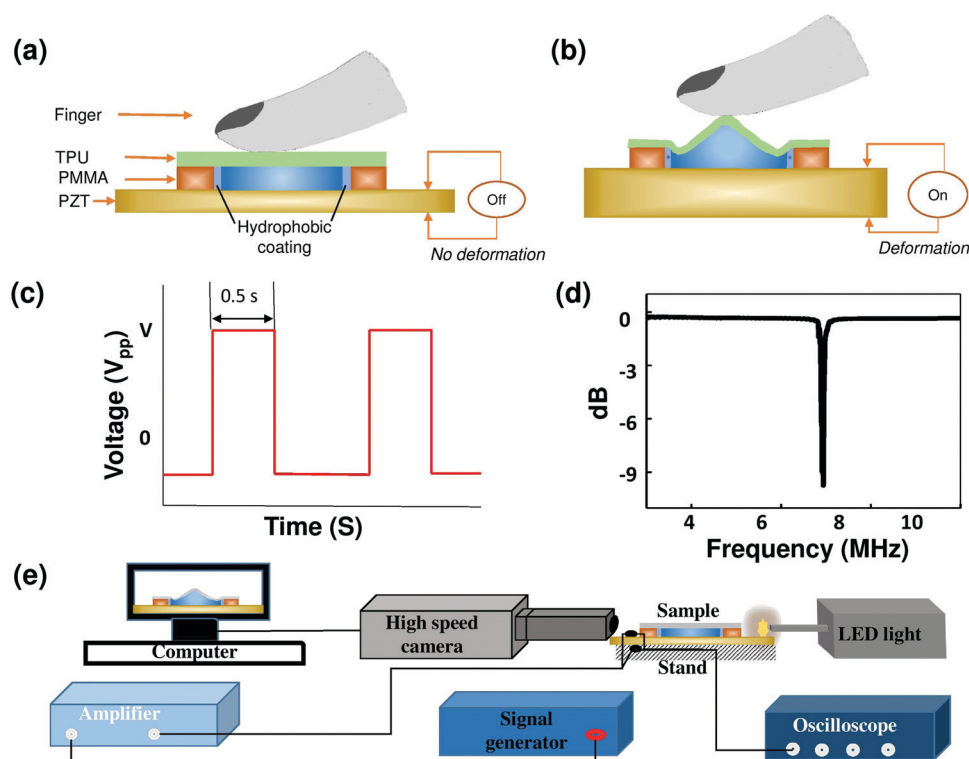 (a)
Finger
TPU
PMMA
PZT
Hydrophobic
coating
Off
No deformation
(b)
On
Deformation
(c)
0.5 s
V
0
Voltage (Vpp)
Time (S)
(d)
0
-3
-6
-9
dB
4 6 8 10
Frequency (MHz)
(e)
Computer
High speed
camera
Sample
Stand
LED light
Amplifier
Signal
generator
Oscilloscope